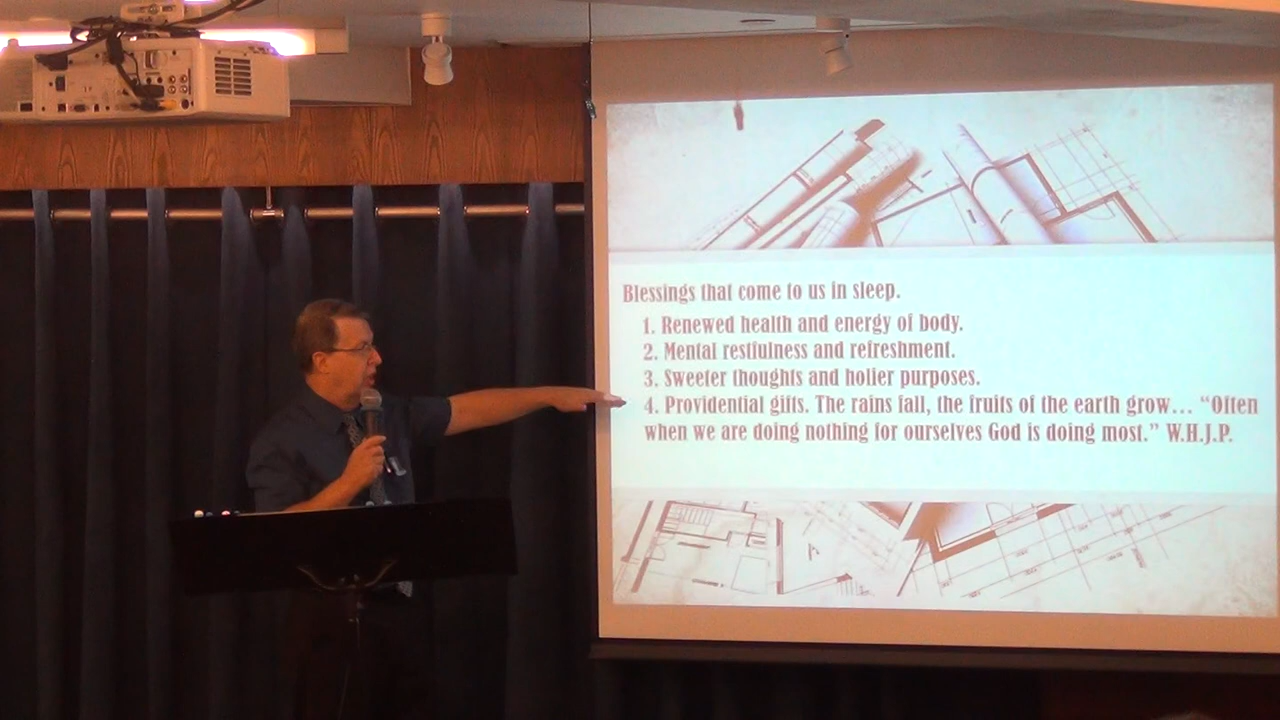 Blessings that come to us in sleep.
1. Renewed health and energy of body.
2. Mental restfulness and refreshment.
3. Sweeter thoughts and holier purposes.
4. Providential gifts. The rains fall, the fruits of the earth grow… “Often
when we are doing nothing for ourselves God is doing most.” W.H.J.P.